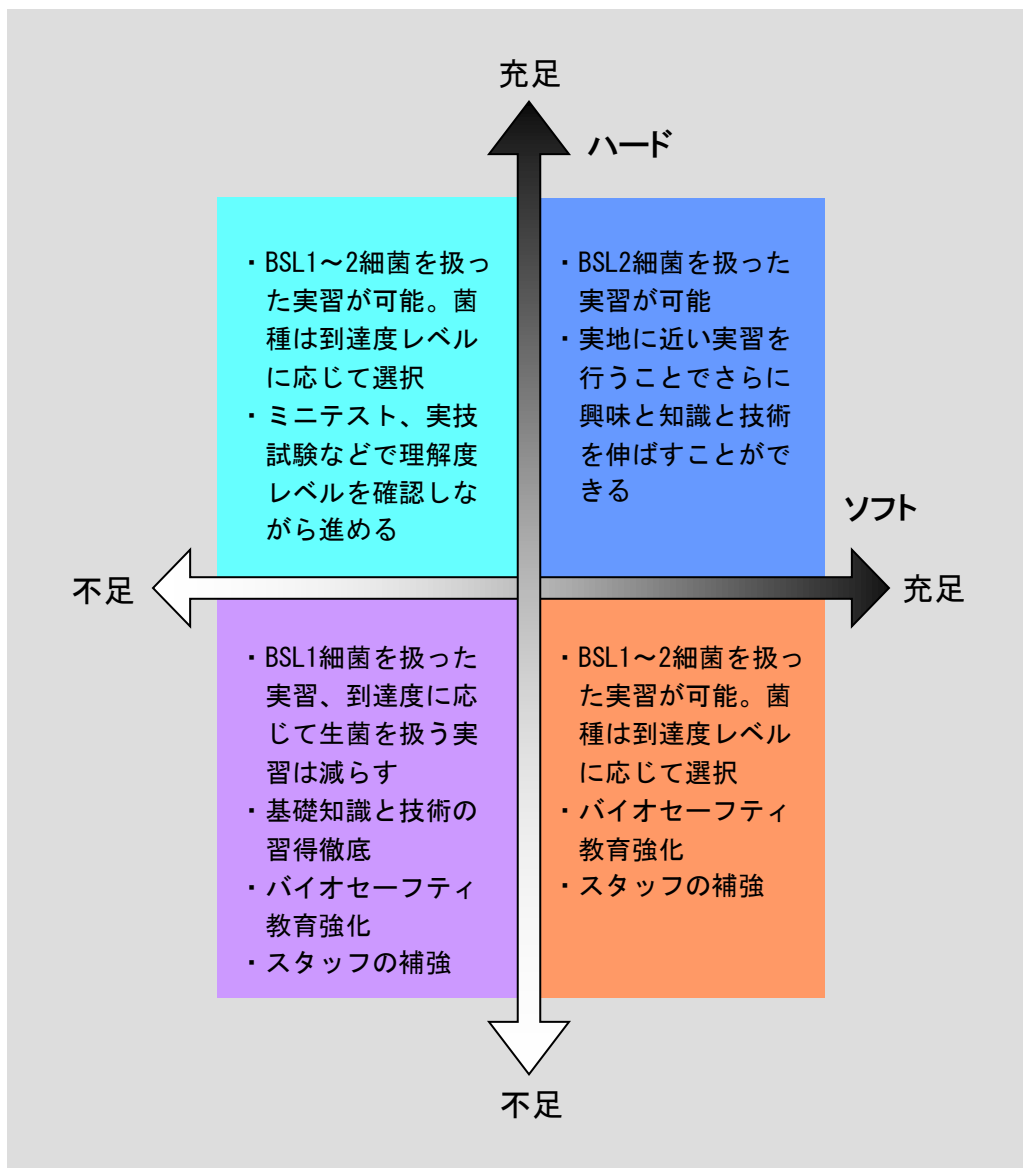 充足
ハード
・BSL1～2細菌を扱っ
た実習が可能。菌
種は到達度レベル
に応じて選択
・ミニテスト、実技
試験などで理解度
レベルを確認しな
がら進める
・BSL2細菌を扱った
実習が可能
・実地に近い実習を
行うことでさらに
興味と知識と技術
を伸ばすことがで
きる
ソフト
不足
充足
・BSL1細菌を扱った
実習、到達度に応
じて生菌を扱う実
習は減らす
・基礎知識と技術の
習得徹底
・バイオセーフティ
教育強化
・スタッフの補強
・BSL1～2細菌を扱っ
た実習が可能。菌
種は到達度レベル
に応じて選択
・バイオセーフティ
教育強化
・スタッフの補強
不足